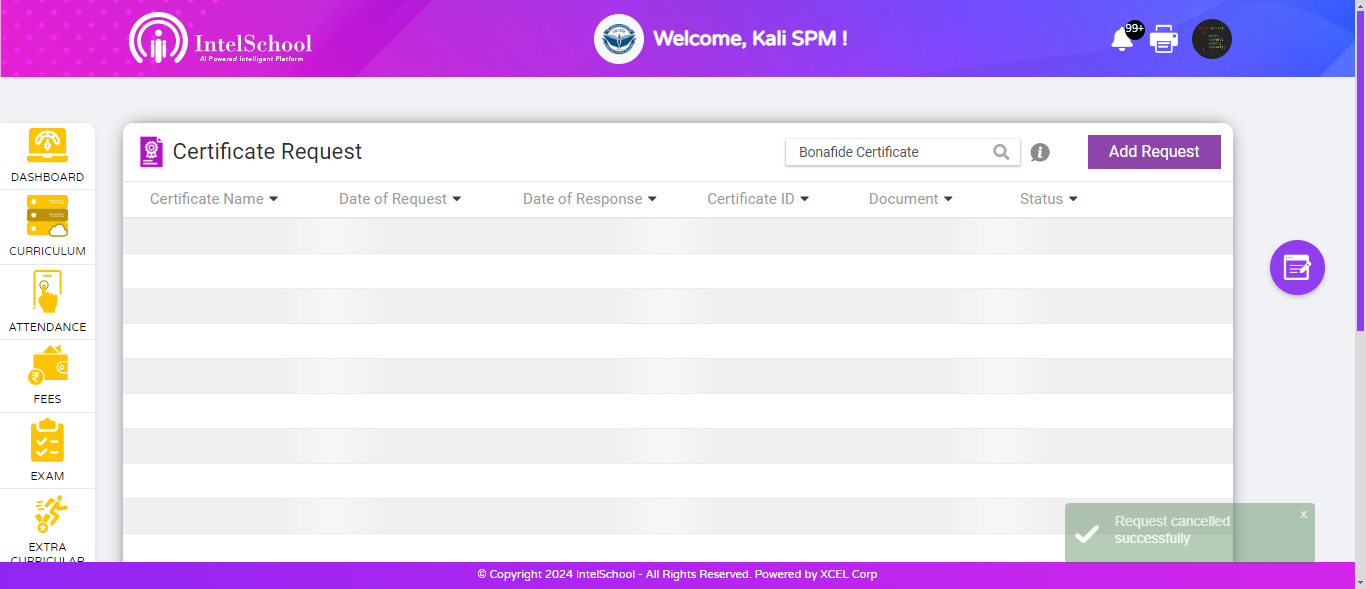 IntelSchool
AI Powered Intelligent Platform
Welcome, Kali SPM !
99+
DASHBOARD
CURRICULUM
ATTENDANCE
FEES
EXAM
EXTRA
CURRICULAR
Certificate Request
Bonafide Certificate
Add Request
Certificate Name
Date of Request
Date of Response
Certificate ID
Document
Status
Request cancelled
successfully
x
© Copyright 2024 IntelSchool - All Rights Reserved. Powered by XCEL Corp